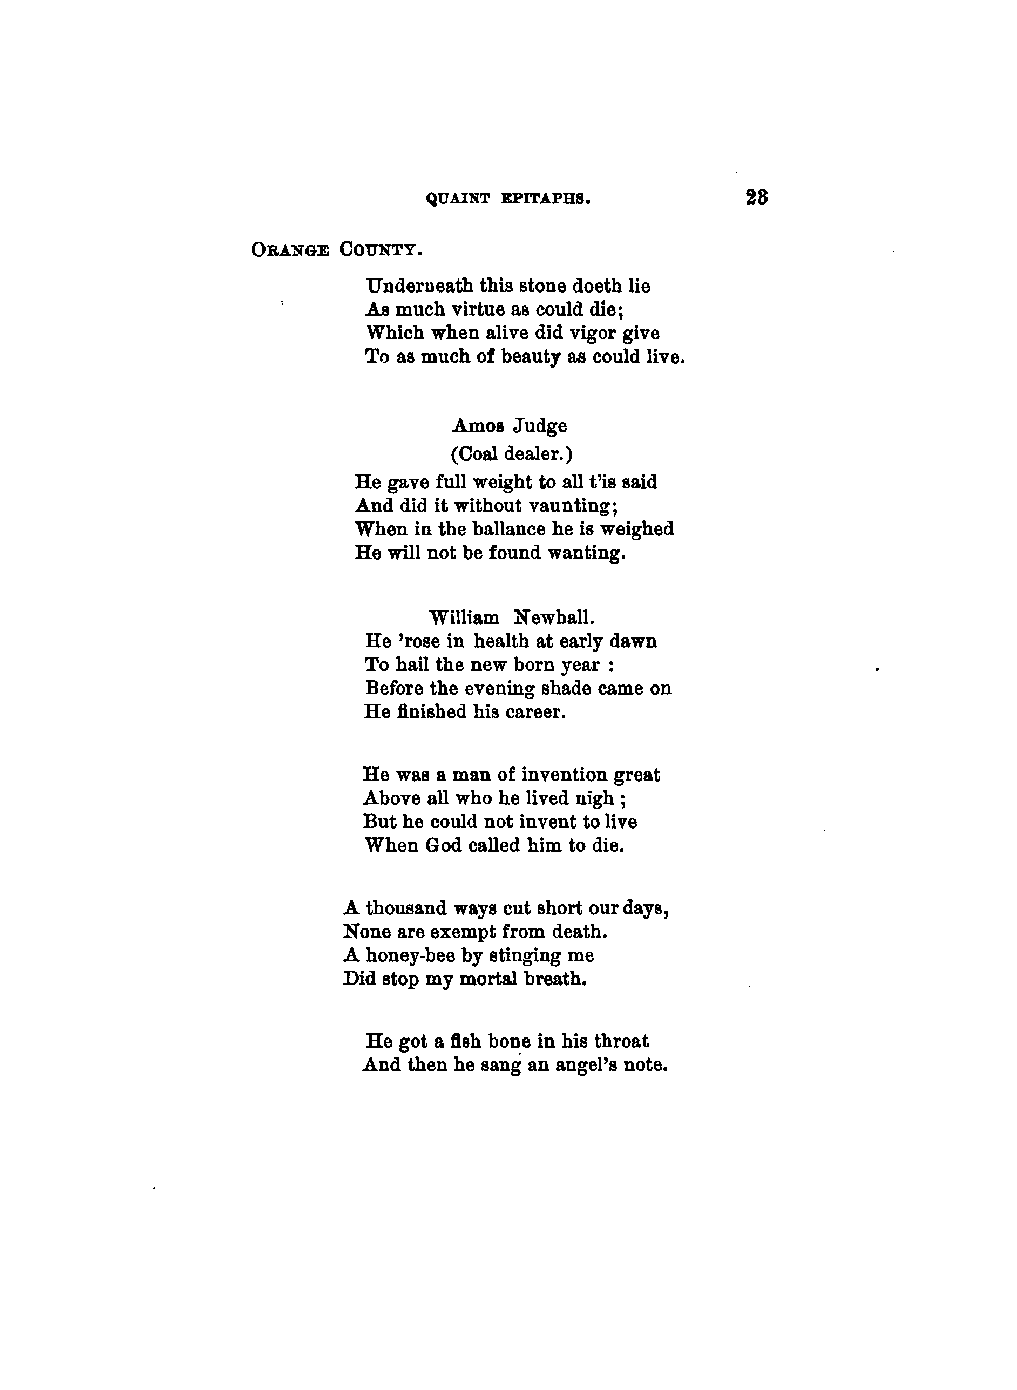 QUAINT EPITAPHS. 23
ORANGE COUNTY.
Underneath this stone doeth lie
As much virtue as could die;
Which when alive did vigor give
To as much of beauty as could live.
Amos Judge
(Coal dealer.)
He gave full weight to all t'is said
And did it without vaunting;
When in the ballance he is weighed
He will not be found wanting.
William Newhall.
He 'rose in health at early dawn
To hail the new born year :
Before the evening shade came on
He finished his career.
He was a man of invention great
Above all who he lived nigh ;
But he could not invent to live
When God called him to die.
A thousand ways cut short our days,
None are exempt from death.
A honey-bee by stinging me
Did stop my mortal breath.
He got a fish bone in his throat
And then he sang an angel's note.